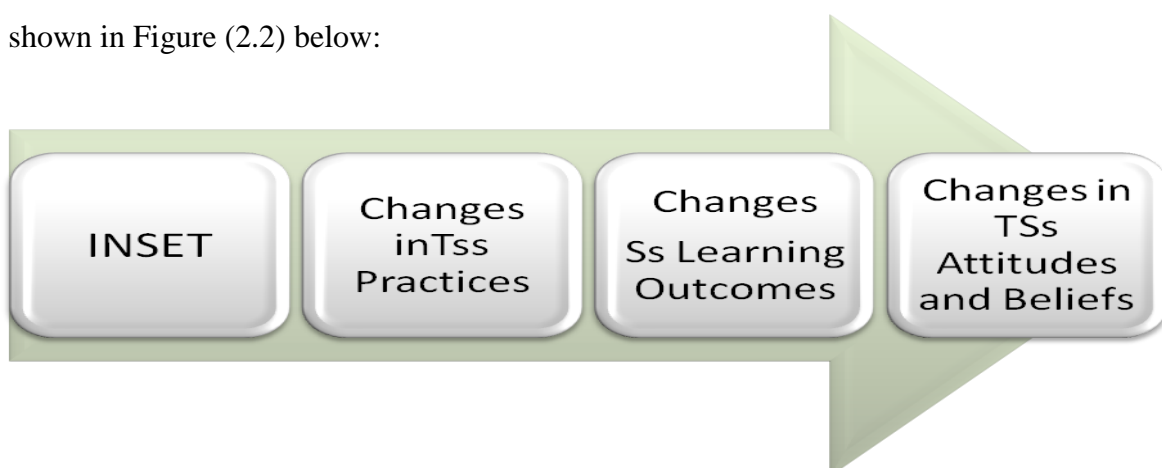 shown in Figure (2.2) below:
INSET
Changes
inTss
Practices
Changes
Ss Learning
Outcomes
Changes in
TSs
Attitudes
and Beliefs